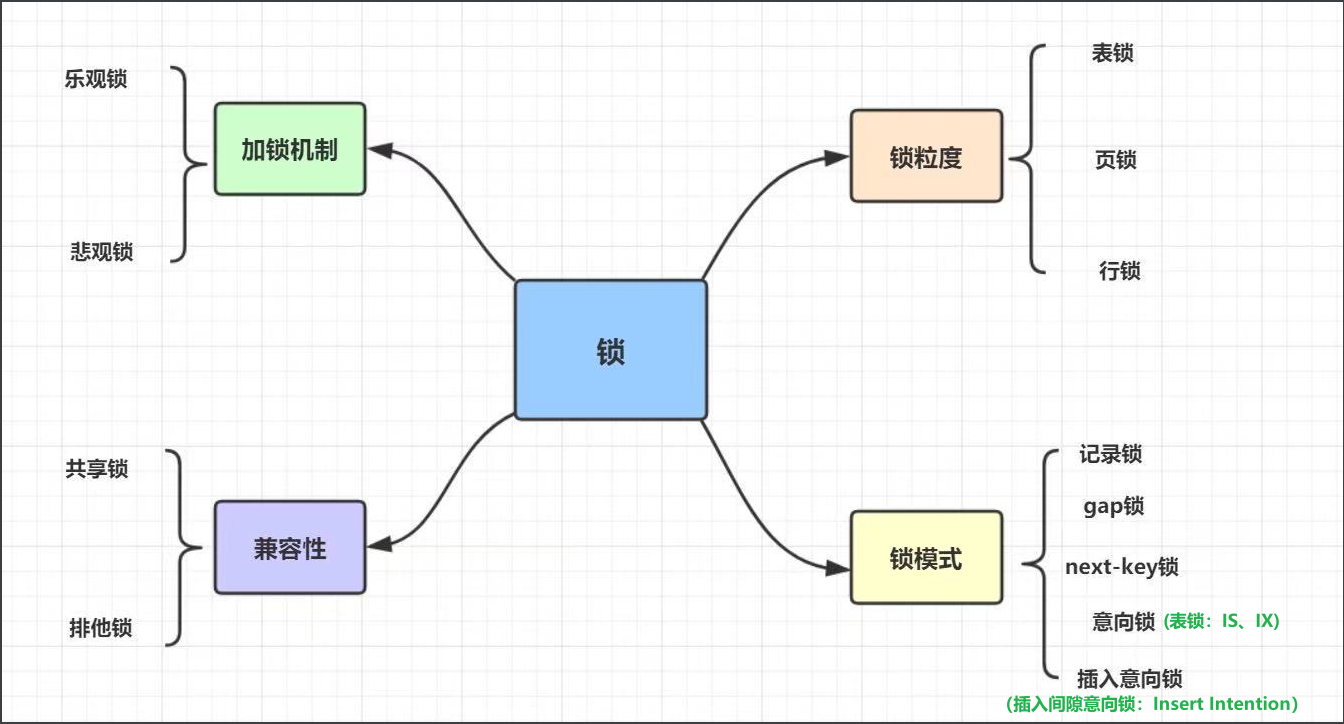 锁
加锁机制
乐观锁
悲观锁
锁粒度
表锁
页锁
行锁
兼容性
共享锁
排他锁
锁模式
记录锁
gap锁
next-key锁
意向锁 (表锁：IS、IX)
插入意向锁
(插入间隙意向锁：Insert Intention)